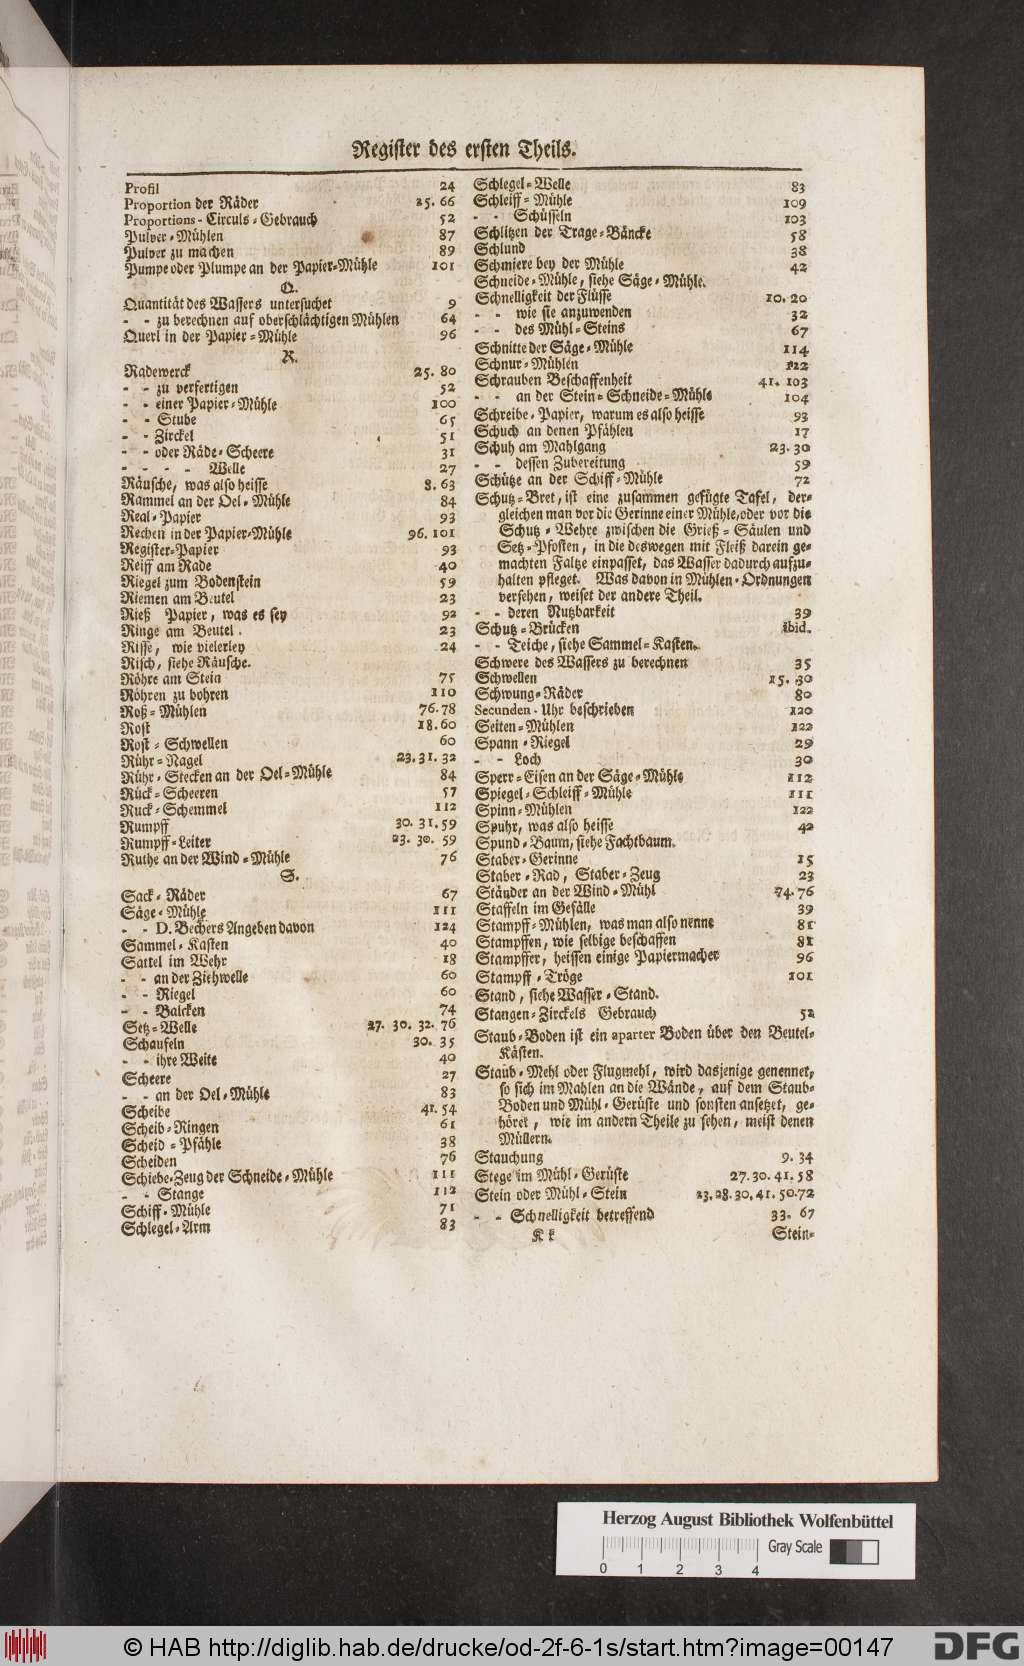 Register des ersten Theils.
Profil 24
Proportion der Räder 25. 66
Proportions-Circuls-Gebrauch 52
Pulver-Mühlen 87
Pulver zu machen 89
Pumpe oder Plumpe an der Papier-Mühle 101
Q.
Quantität des Wassers untersuchet 9
- - zu berechnen auf oberschlächtigen Mühlen 64
Querl in der Papier-Mühle 96
R.
Radewerck 25. 80
- - zu verfertigen 52
- - einer Papier-Mühle 100
- - Stube 65
- - Zirckel 51
- - oder Räde-Scheere 31
- - - - Welle 27
Räusche, was also heisse 8. 63
Rammel an der Oel-Mühle 84
Real-Papier 93
Rechen in der Papier-Mühle 96. 101
Register-Papier 93
Reiff am Rade 40
Riegel zum Bodenstein 59
Riemen am Beutel 23
Rieß Papier, was es sey 92
Ringe am Beutel. 23
Risse, wie vielerley 24
Risch, siehe Räusche.
Röhre am Stein 75
Röhren zu bohren 110
Roß-Mühlen 76. 78
Rost 18. 60
Rost-Schwellen 60
Rühr-Nagel 23. 31. 32
Rühr-Stecken an der Oel-Mühle 84
Rück-Scheeren 57
Ruck-Schemmel 112
Rumpff 30. 31. 59
Rumpff-Leiter 23. 30. 59
Ruthe an der Wind-Mühle 76
S.
Sack-Räder 67
Säge-Mühle 111
- - D. Bechers Angeben davon 124
Sammel-Kasten 40
Sattel im Wehr 18
- - an der Ziehwelle 60
- - Riegel 60
- - Balcken 74
Setz-Welle 27. 30. 32. 76
Schaufeln 30. 35
- - ihre Weite 40
Scheere 27
- - an der Oel-Mühle 83
Scheibe 41. 54
Scheib-Ringen 61
Scheid-Pfähle 38
Scheiden 76
Schiebe-Zeug der Schneide-Mühle 111
- - Stange 112
Schiff-Mühle 71
Schlegel-Arm 83
Schlegel-Welle 83
Schleiff-Mühle 109
- - Schüsseln 103
Schlitzen der Trage-Bäncke 58
Schlund 38
Schmiere bey der Mühle 42
Schneide-Mühle, siehe Säge-Mühle.
Schnelligkeit der Flüsse 10. 20
- - wie sie anzuwenden 32
- - des Mühl-Steins 67
Schnitte der Säge-Mühle 114
Schnur-Mühlen 122
Schrauben Beschaffenheit 41. 103
- - an der Stein-Schneide-Mühle 104
Schreibe-Papier, warum es also heisse 93
Schuch an denen Pfählen 17
Schuh am Mahlgang 23. 30
- - dessen Zubereitung 59
Schütze an der Schiff-Mühle 72
Schutz-Bret, ist eine zusammen gefügte Tafel, der-
gleichen man vor die Gerinne einer Mühle, oder vor die
Schutz-Wehre zwischen die Grieß-Säulen und
Setz-Pfosten, in die deswegen mit Fleiß darein ge-
machten Faltze einpasset, das Wasser dadurch aufzu-
halten pfleget. Was davon in Mühlen-Ordnungen
versehen, weiset der andere Theil.
- - deren Nutzbarkeit 39
Schutz-Brücken ibid.
- - Teiche, siehe Sammel-Kasten.
Schwere des Wassers zu berechnen 35
Schwellen 15. 30
Schwung-Räder 80
Secunden-Uhr beschrieben 120
Seiten-Mühlen 122
Spann-Riegel 29
- - Loch 30
Sperr-Eisen an der Säge-Mühle 112
Spiegel-Schleiff-Mühle 111
Spinn-Mühlen 122
Spuhr, was also heisse 42
Spund-Baum, siehe Fachtbaum.
Staber-Gerinne 15
Staber-Rad, Staber-Zeug 23
Ständer an der Wind-Mühl 74. 76
Staffeln im Gefälle 39
Stampff-Mühlen, was man also nenne 81
Stampffen, wie selbige beschaffen 81
Stampffer, heissen einige Papiermacher 96
Stampff-Tröge 101
Stand, siehe Wasser-Stand.
Stangen-Zirckels Gebrauch 52
Staub-Boden ist ein aparter Boden über den Beutel-
Kästen.
Staub-Mehl oder Flugmehl, wird dasjenige genennet,
so sich im Mahlen an die Wände, auf dem Staub-
Boden und Mühl-Gerüste und sonsten ansetzet, ge-
höret, wie im andern Theile zu sehen, meist denen
Müllern.
Stauchung 9. 34
Stege im Mühl-Gerüste 27. 30. 41. 58
Stein oder Mühl-Stein 23. 28. 30. 41. 50. 72
- - Schnelligkeit betreffend 33. 67
K k Stein-
Herzog August Bibliothek Wolfenbüttel
Gray Scale
0 1 2 3 4
© HAB http://diglib.hab.de/drucke/od-2f-6-1s/start.htm?image=00147
DFG